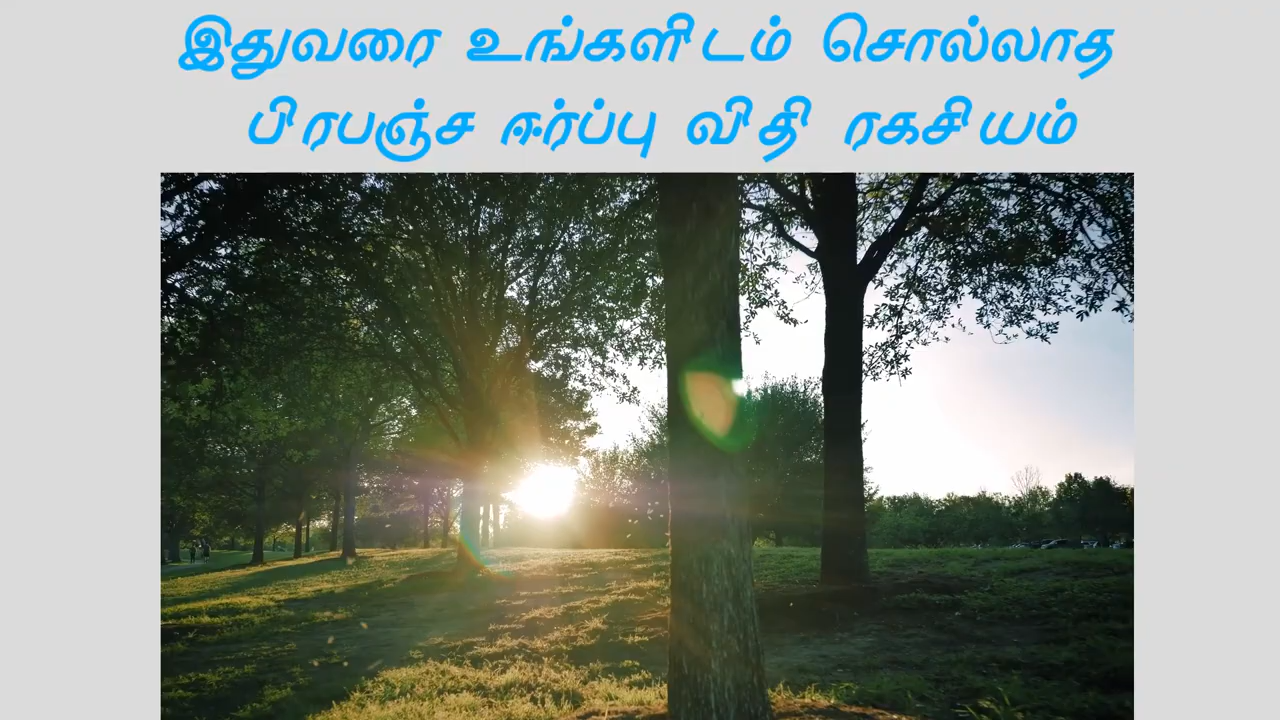 இதுவரை உங்களிடம் சொல்லாத
பிரபஞ்ச ஈர்ப்பு விதி ரகசியம்